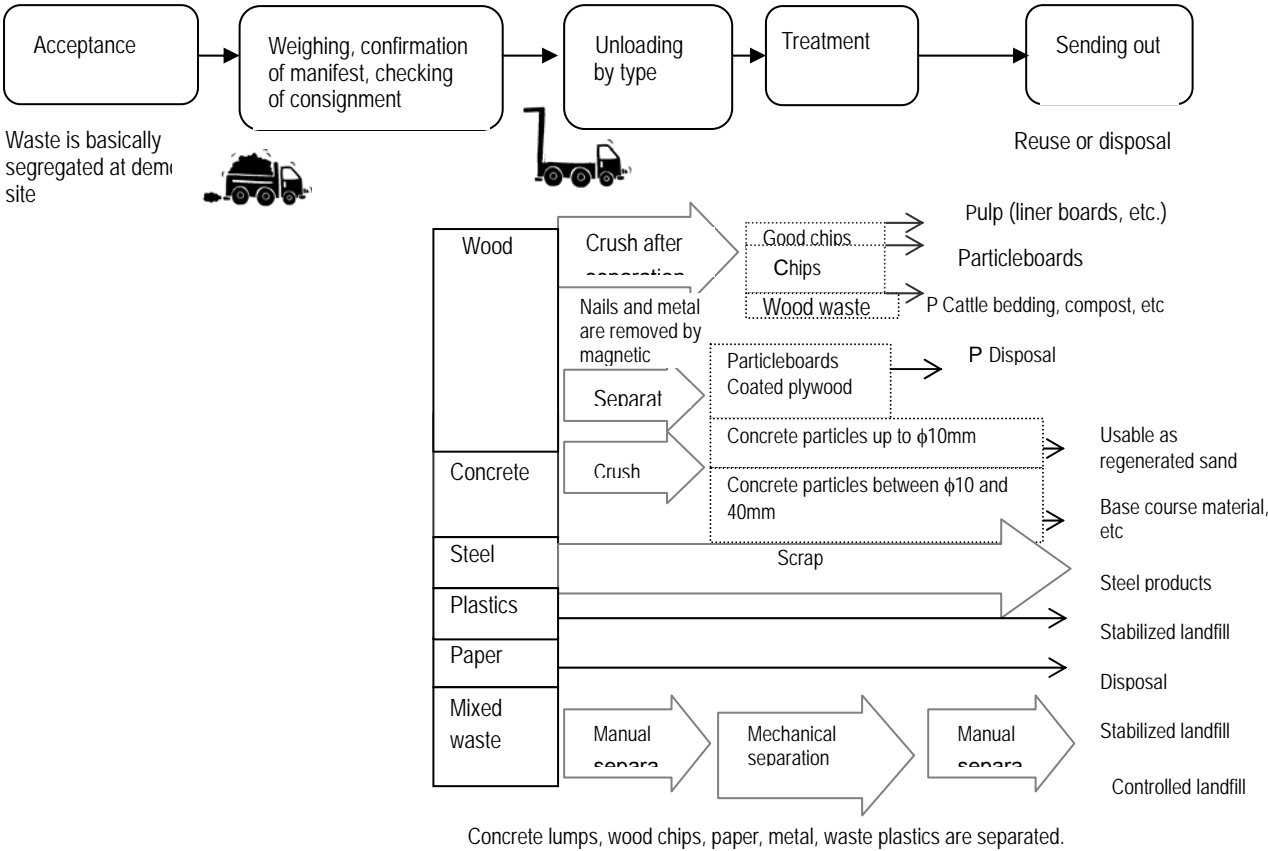 Acceptance
Weighing, confirmation
of manifest, checking
of consignment
Unloading
by type
Treatment
Sending out
Waste is basically
segregated at
site
Reuse or disposal
Wood
Crush after
Good chips
Chips
Wood waste
Pulp (liner boards, etc.)
Particleboards
P Cattle bedding, compost, etc
Nails and metal
are removed by
magnetic
Separat
Particleboards
Coated plywood
P Disposal
Concrete
Crush
Concrete particles up to ϕ10mm
Usable as
regenerated sand
Concrete particles between ϕ10 and
40mm
Base course material,
etc
Steel
Scrap
Steel products
Plastics
Stabilized landfill
Paper
Disposal
Mixed
waste
Manual
separa
Mechanical
separation
Manual
separa
Stabilized landfill
Controlled landfill
Concrete lumps, wood chips, paper, metal, waste plastics are separated.